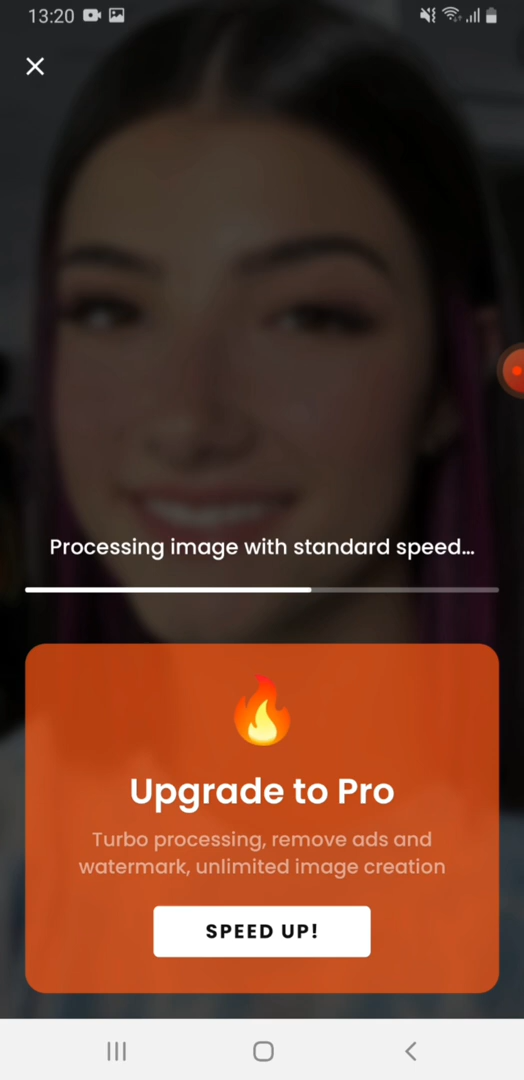 13:20
Processing image with standard speed...
Upgrade to Pro
Turbo processing, remove ads and
watermark, unlimited image creation
SPEED UP!